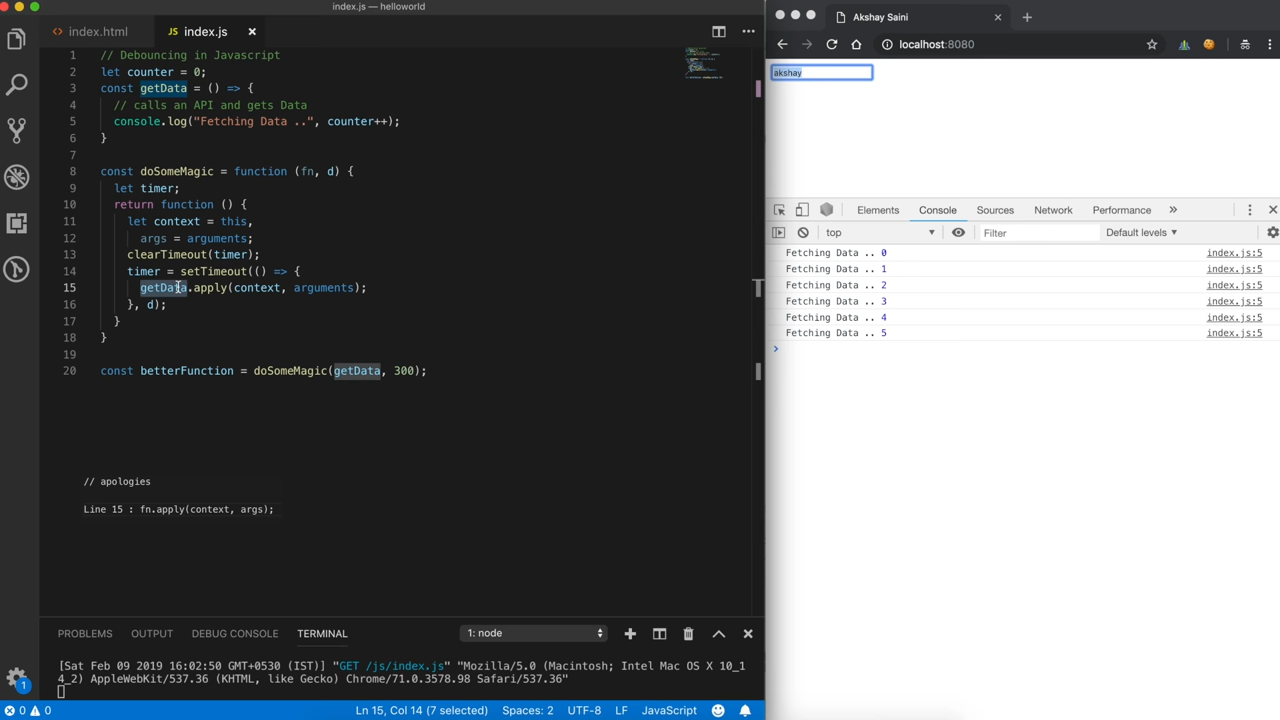 index.js — helloworld
index.html
JS index.js
1 // Debouncing in Javascript
2 let counter = 0;
3 const getData = () => {
4 // calls an API and gets Data
5 console.log("Fetching Data ..", counter++);
6 }
7
8 const doSomeMagic = function (fn, d) {
9 let timer;
10 return function () {
11 let context = this,
12 args = arguments;
13 clearTimeout(timer);
14 timer = setTimeout(() => {
15 getData.apply(context, arguments);
16 }, d);
17 }
18 }
19
20 const betterFunction = doSomeMagic(getData, 300);
// apologies
Line 15 : fn.apply(context, args);
PROBLEMS OUTPUT DEBUG CONSOLE TERMINAL 1: node
[Sat Feb 09 2019 16:02:50 GMT+0530 (IST)] "GET /js/index.js" "Mozilla/5.0 (Macintosh; Intel Mac OS X 10_1
4_2) AppleWebKit/537.36 (KHTML, like Gecko) Chrome/71.0.3578.98 Safari/537.36"
1
0 0 Ln 15, Col 14 (7 selected) Spaces: 2 UTF-8 LF JavaScript
Akshay Saini
localhost:8080
akshay
Elements Console Sources Network Performance »
top Filter Default levels
Fetching Data .. 0 index.js:5
Fetching Data .. 1 index.js:5
Fetching Data .. 2 index.js:5
Fetching Data .. 3 index.js:5
Fetching Data .. 4 index.js:5
Fetching Data .. 5 index.js:5